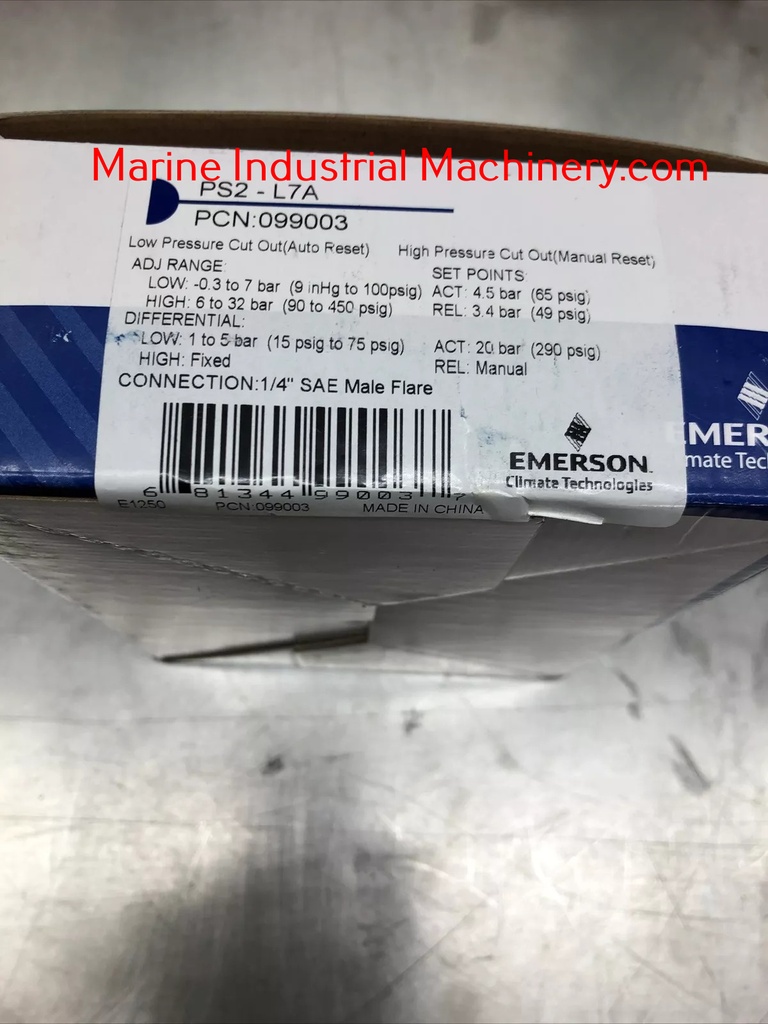 Marine Industrial Machinery.com
PS2 - L7A
PCN:099003
Low Pressure Cut Out(Auto Reset) High Pressure Cut Out(Manual Reset)
ADJ RANGE: SET POINTS
LOW: -0.3 to 7 bar (9 inHg to 100psig) ACT: 4.5 bar (65 psig)
HIGH: 6 to 32 bar (90 to 450 psig) REL: 3.4 bar (49 psig)
DIFFERENTIAL:
LOW: 1 to 5 bar (15 psig to 75 psig) ACT: 20 bar (290 psig)
HIGH: Fixed REL: Manual
CONNECTION:1/4" SAE Male Flare
EMERSON
Climate Technologies
EMER
mate Tec
6 81344 99003 7
E1250 PCN:099003 MADE IN CHINA